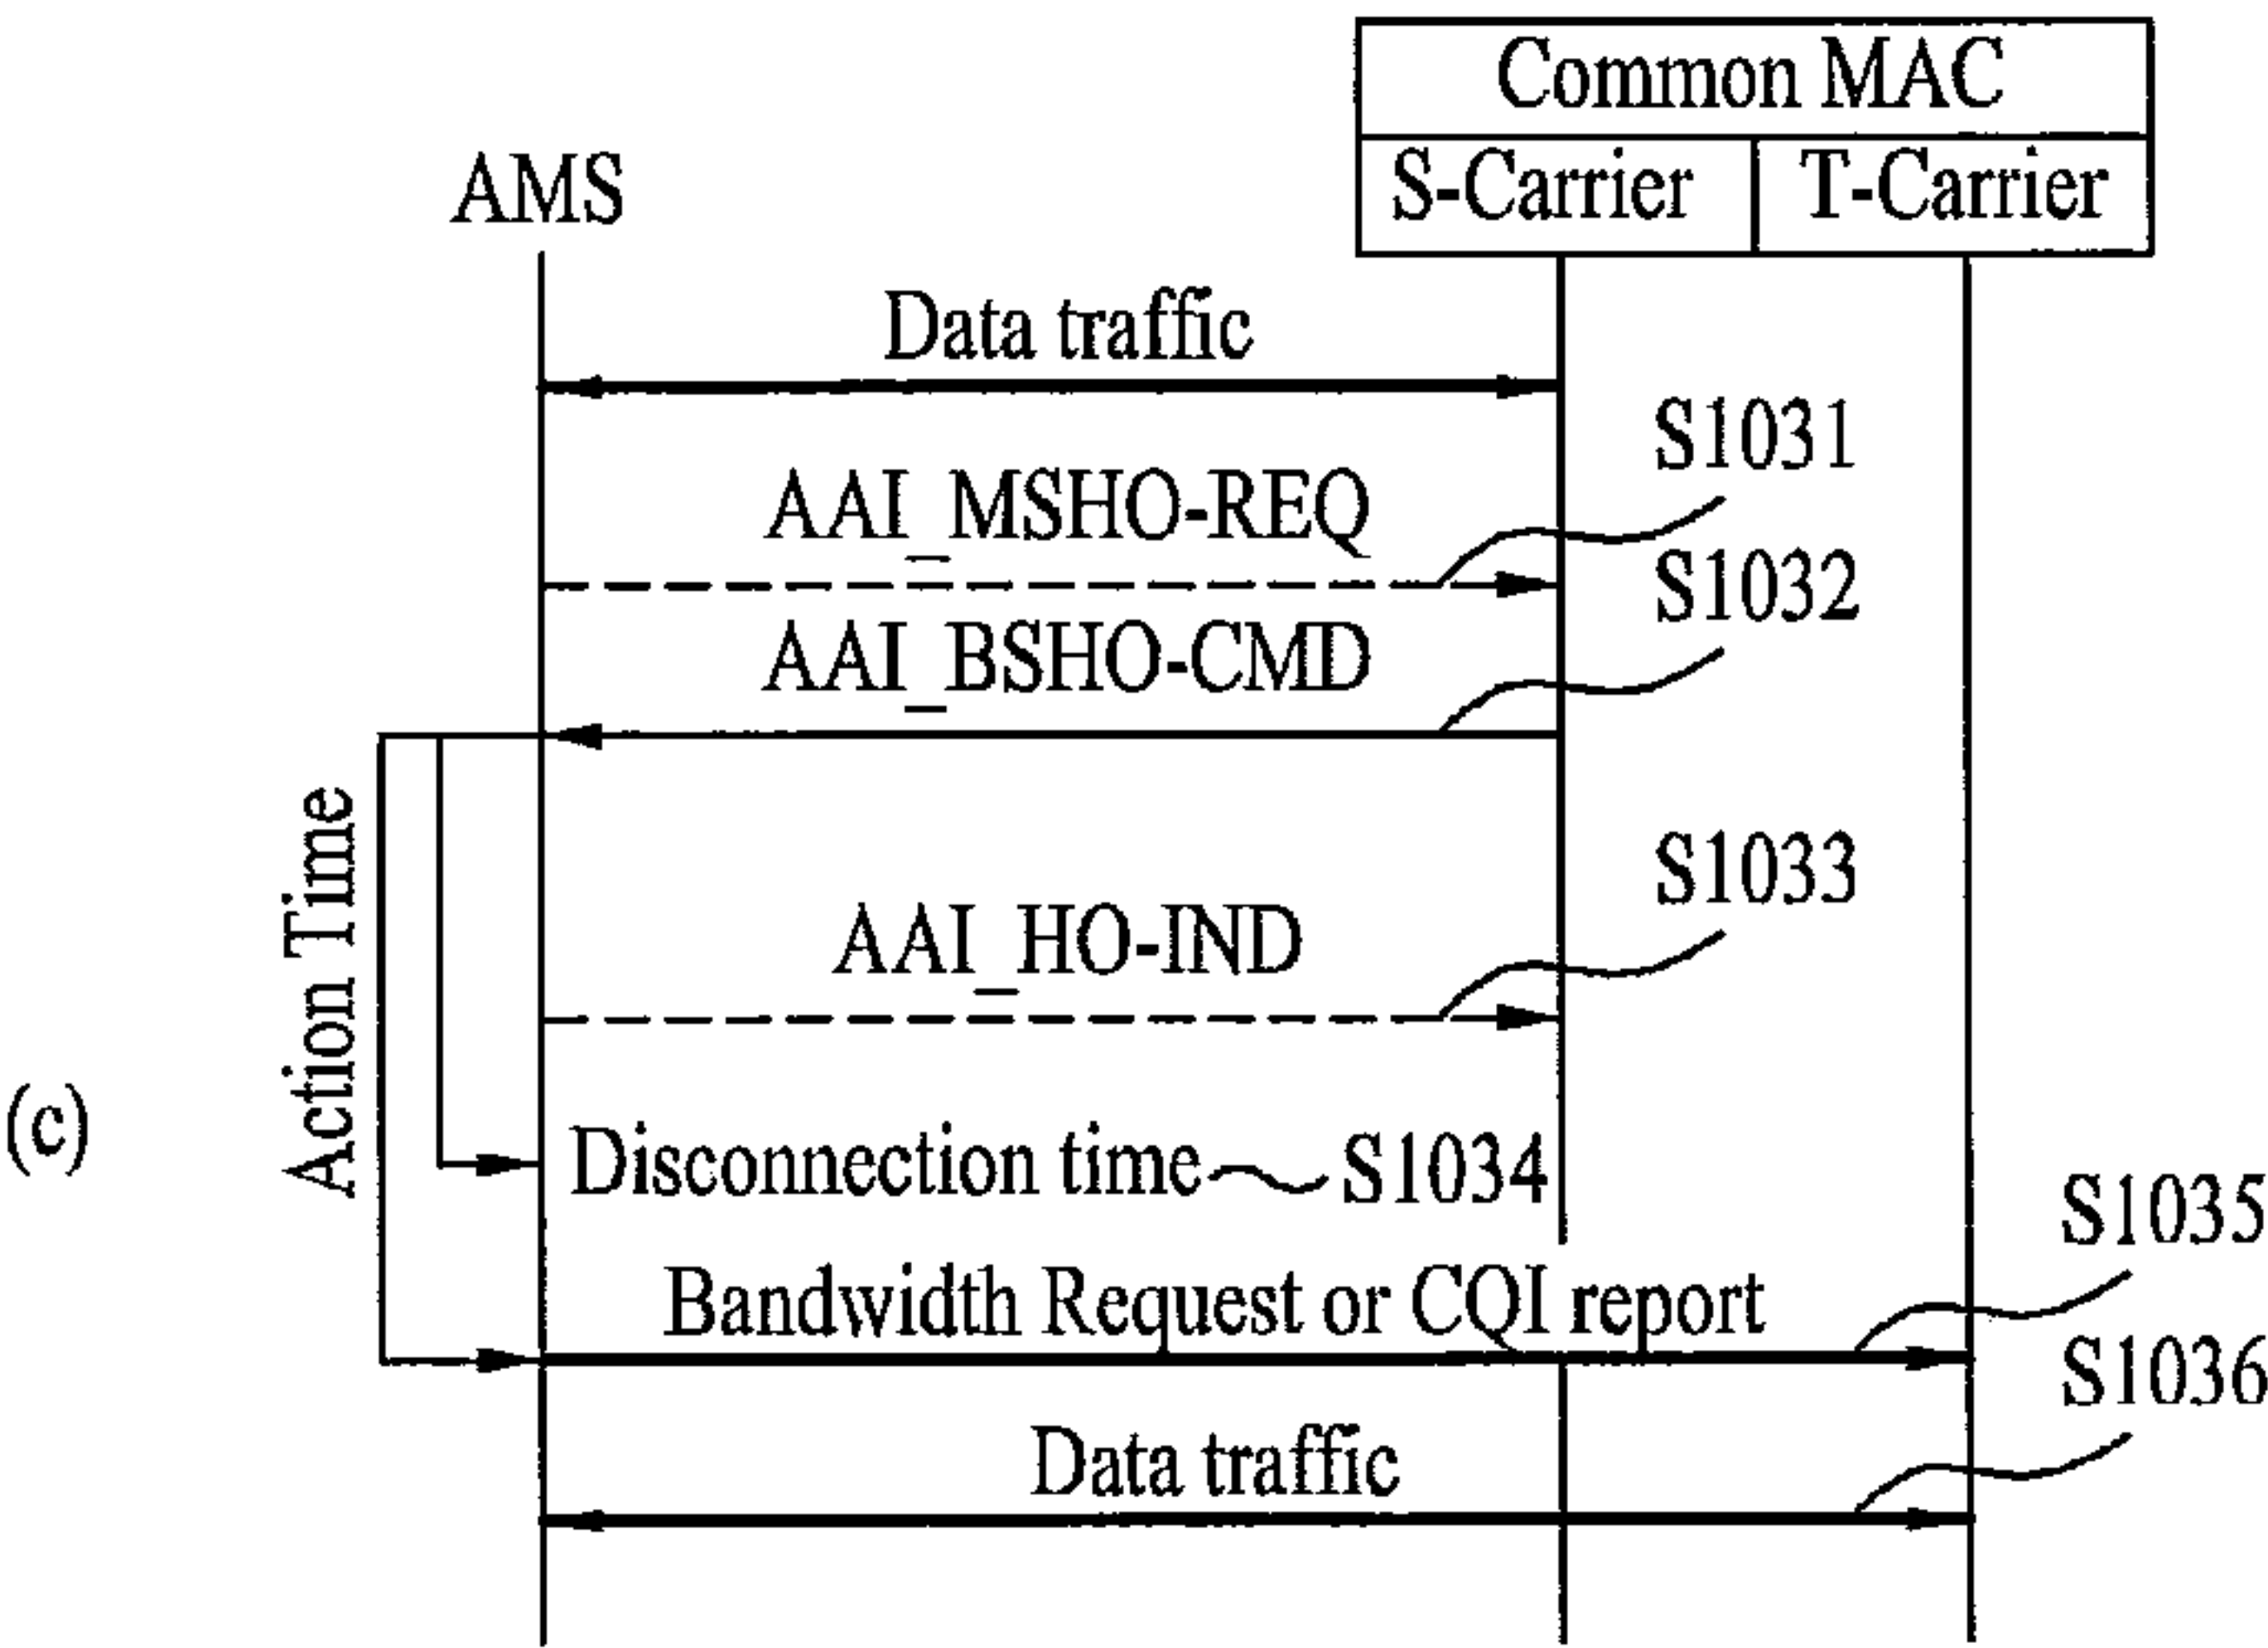 Common MAC
AMS
S-Carrier
T-Carrier
Data traffic
S1031
AAI_MSHO-REQ
S1032
AAI_BSHO-CMD
Action Time
S1033
AAI_HO-IND
(c)
Disconnection time
S1034
S1035
Bandwidth Request or CQI report
S1036
Data traffic